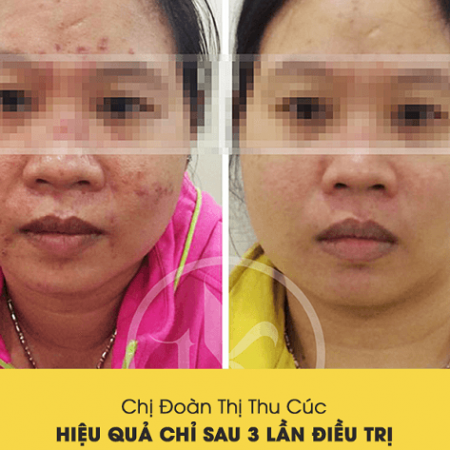 Chị Đoàn Thị Thu Cúc
HIỆU QUẢ CHỈ SAU 3 LẦN ĐIỀU TRỊ